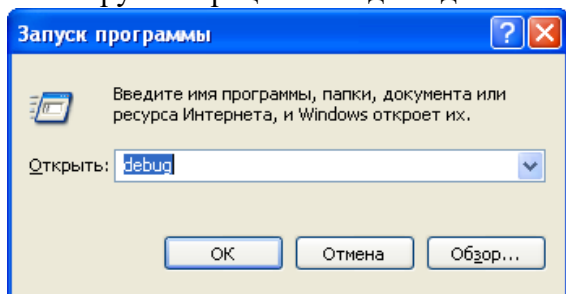 Запуск программы
Введите имя программы, папки, документа или
ресурса Интернета, и Windows откроет их.
Открыть: debug
ОК Отмена Обзор...